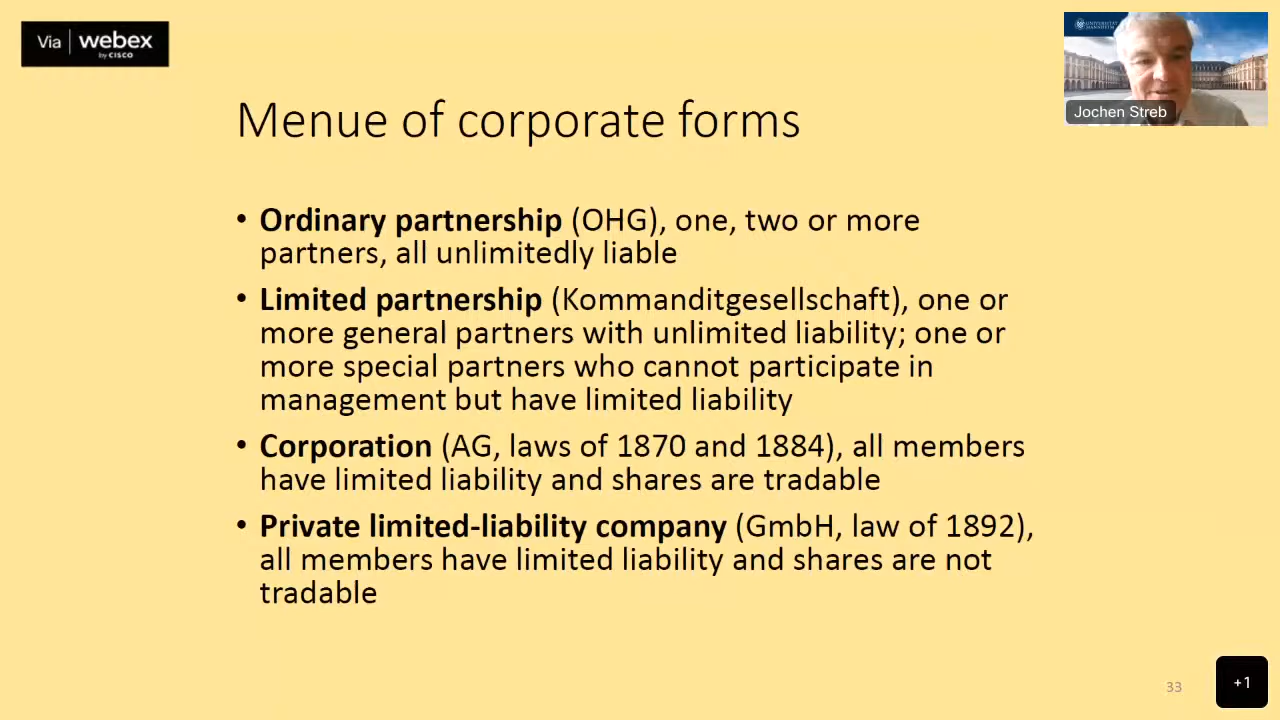 Via webex
by CISCO
UNIVERSITÄT
MANNHEIM
Jochen Streb
Menue of corporate forms
• Ordinary partnership (OHG), one, two or more
partners, all unlimitedly liable
• Limited partnership (Kommanditgesellschaft), one or
more general partners with unlimited liability; one or
more special partners who cannot participate in
management but have limited liability
• Corporation (AG, laws of 1870 and 1884), all members
have limited liability and shares are tradable
• Private limited-liability company (GmbH, law of 1892),
all members have limited liability and shares are not
tradable
33
+1